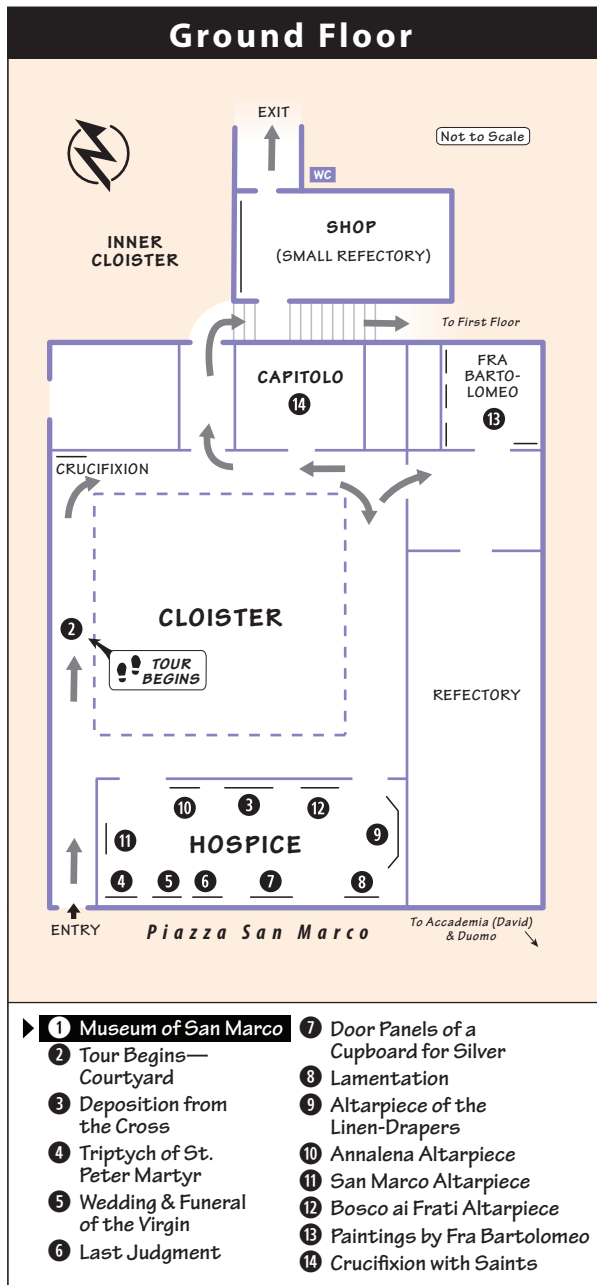 Ground Floor
EXIT
Not to Scale
WC
SHOP
(SMALL REFECTORY)
INNER
CLOISTER
To First Floor
CAPITOLO
14
FRA
BARTO-
LOMEO
13
CRUCIFIXION
CLOISTER
2
TOUR
BEGINS
REFECTORY
10
3
12
11
HOSPICE
9
4
5
6
7
8
ENTRY
Piazza San Marco
To Accademia (David)
& Duomo
1 Museum of San Marco
2 Tour Begins—
Courtyard
3 Deposition from
the Cross
4 Triptych of St.
Peter Martyr
5 Wedding & Funeral
of the Virgin
6 Last Judgment
7 Door Panels of a
Cupboard for Silver
8 Lamentation
9 Altarpiece of the
Linen-Drapers
10 Annalena Altarpiece
11 San Marco Altarpiece
12 Bosco ai Frati Altarpiece
13 Paintings by Fra Bartolomeo
14 Crucifixion with Saints